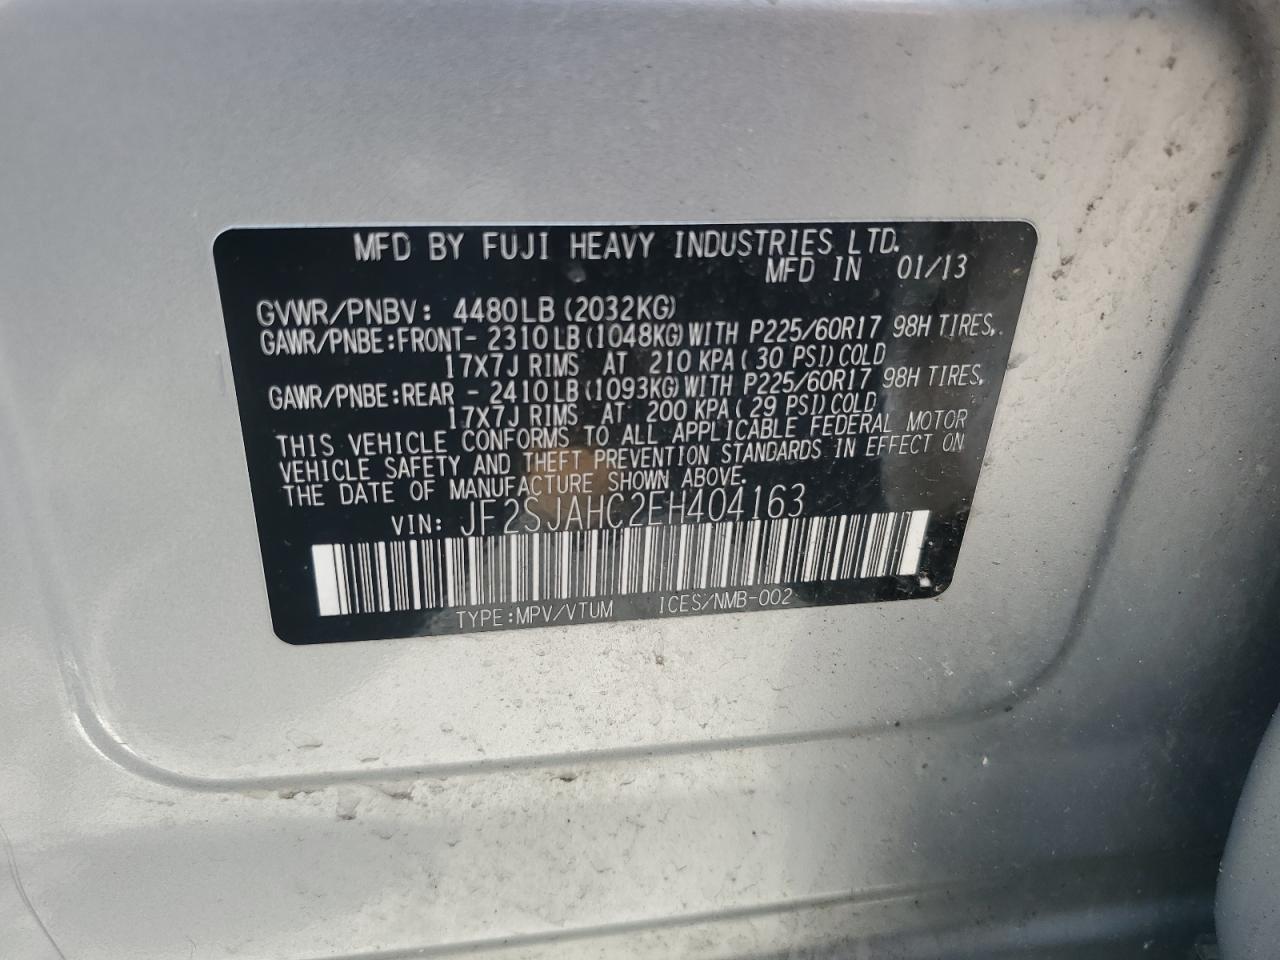 MFD BY FUJI HEAVY INDUSTRIES LTD.
MFD IN 01/13
GVWR/PNBV: 4480LB(2032KG)
GAWR/PNBE:FRONT- 2310LB(1048KG)WITH P225/60R17 98H TIRES,
17X7J RIMS AT 210 KPA(30 PSI)COLD
GAWR/PNBE:REAR - 2410LB(1093KG)WITH P225/60R17 98H TIRES,
17X7J RIMS AT 200 KPA(29 PSI)COLD
THIS VEHICLE CONFORMS TO ALL APPLICABLE FEDERAL MOTOR
VEHICLE SAFETY AND THEFT PREVENTION STANDARDS IN EFFECT ON
THE DATE OF MANUFACTURE SHOWN ABOVE.
VIN: JF2SJAHC2EH404163
TYPE:MPV/VTUM ICES/NMB-002